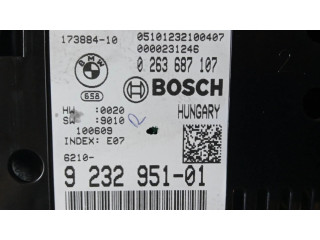 173884-10 05101232100407
0000231246
BMW 0 263 687 107
658 BOSCH
HW :0020 HUNGARY
SW :9010
100609
INDEX: E07
6210-
9 232 951-01